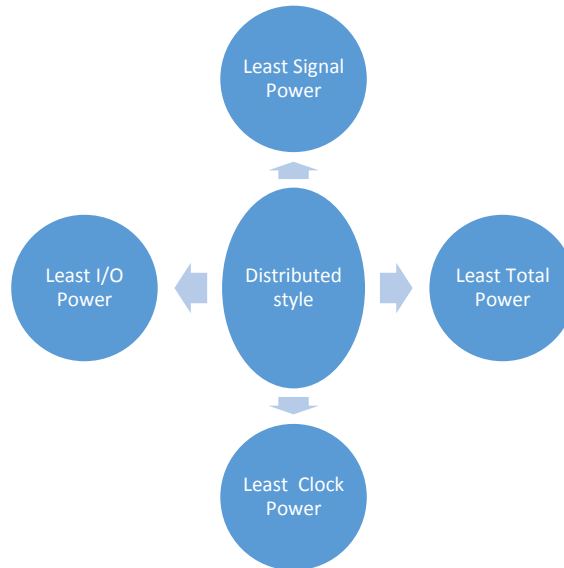 Least Signal
Power
Least I/O
Power
Distributed
style
Least Total
Power
Least  Clock
Power